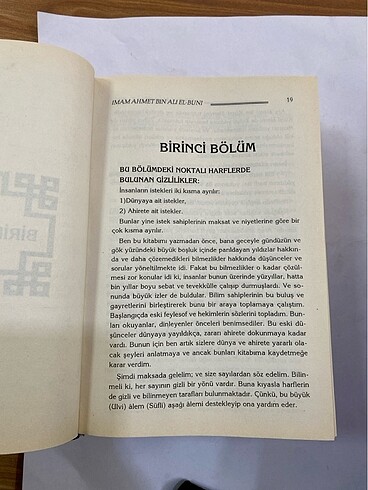 IMAM AHMET BIN ALI EL-BUNI 19
BİRİNCİ BÖLÜM
BU BÖLÜMDEKİ NOKTALI HARFLERDE
BULUNAN GİZLİLİKLER:
İnsanların istekleri iki kısma ayrılır:
1)Dünyaya ait istekler,
2) Ahirete ait istekler,
Bunlar yine istek sahiplerinin maksat ve niyetlerine göre bir
çok kısma ayrılır.
Ben bu kitabımı yazmadan önce, bana geceyle gündüzün ve
gök yüzündeki büyük boşluk içinde parıldayan yıldızlar hakkın-
da ve daha çözemedikleri bilmezlikler hakkında düşünceler ve
sorular yöneltilmekte idi. Fakat bu bilmezlikler o kadar çözül-
mesi zor konular idi ki, insanlar bunun üzerinde yüzyıllar, hatta
bin yıllar boyu sebat ve tevekkülle çalışıp durmuşlardı. Ve so-
nunda büyük izler de buldular. Bilim sahiplerinin bu buluş ve
gayretlerini birleştirerek bunu bir araya toplamaya çalıştım.
Başlangıçda eski feylesof ve hekimlerin sözlerini topladım. Bun-
ları okuyanlar, dinleyenler önceleri benimsediler. Bu eski dü-
şünceler dünyaya yayıldıkça, zararı ahirete dokunmaya kadar
vardı. Bunun için ben artık sizlere dünya ve ahirete yararlı ola-
cak şeyleri anlatmaya ve ancak bunları kitabıma kaydetmeğe
karar verdim.
Şimdi maksada gelelim; ve size sayılardan söz edelim. Bilin-
meli ki, her sayının gizli bir yönü vardır. Buna kıyasla harflerin
de gizli ve bilinmeyen tarafları bulunmaktadır. Çünkü, bu büyük
(Ulvi) âlem (Süfli) aşağı âlemi destekleyip ona yardım eder.